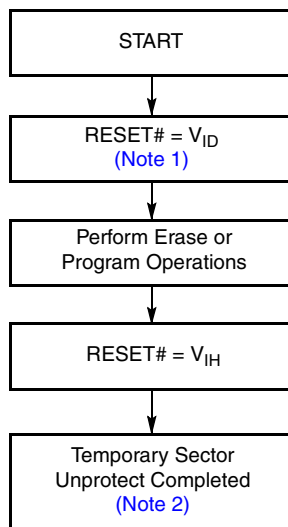 START
RESET# = VID
(Note 1)
Perform Erase or
Program Operations
RESET# = VIH
Temporary Sector
Unprotect Completed
(Note 2)